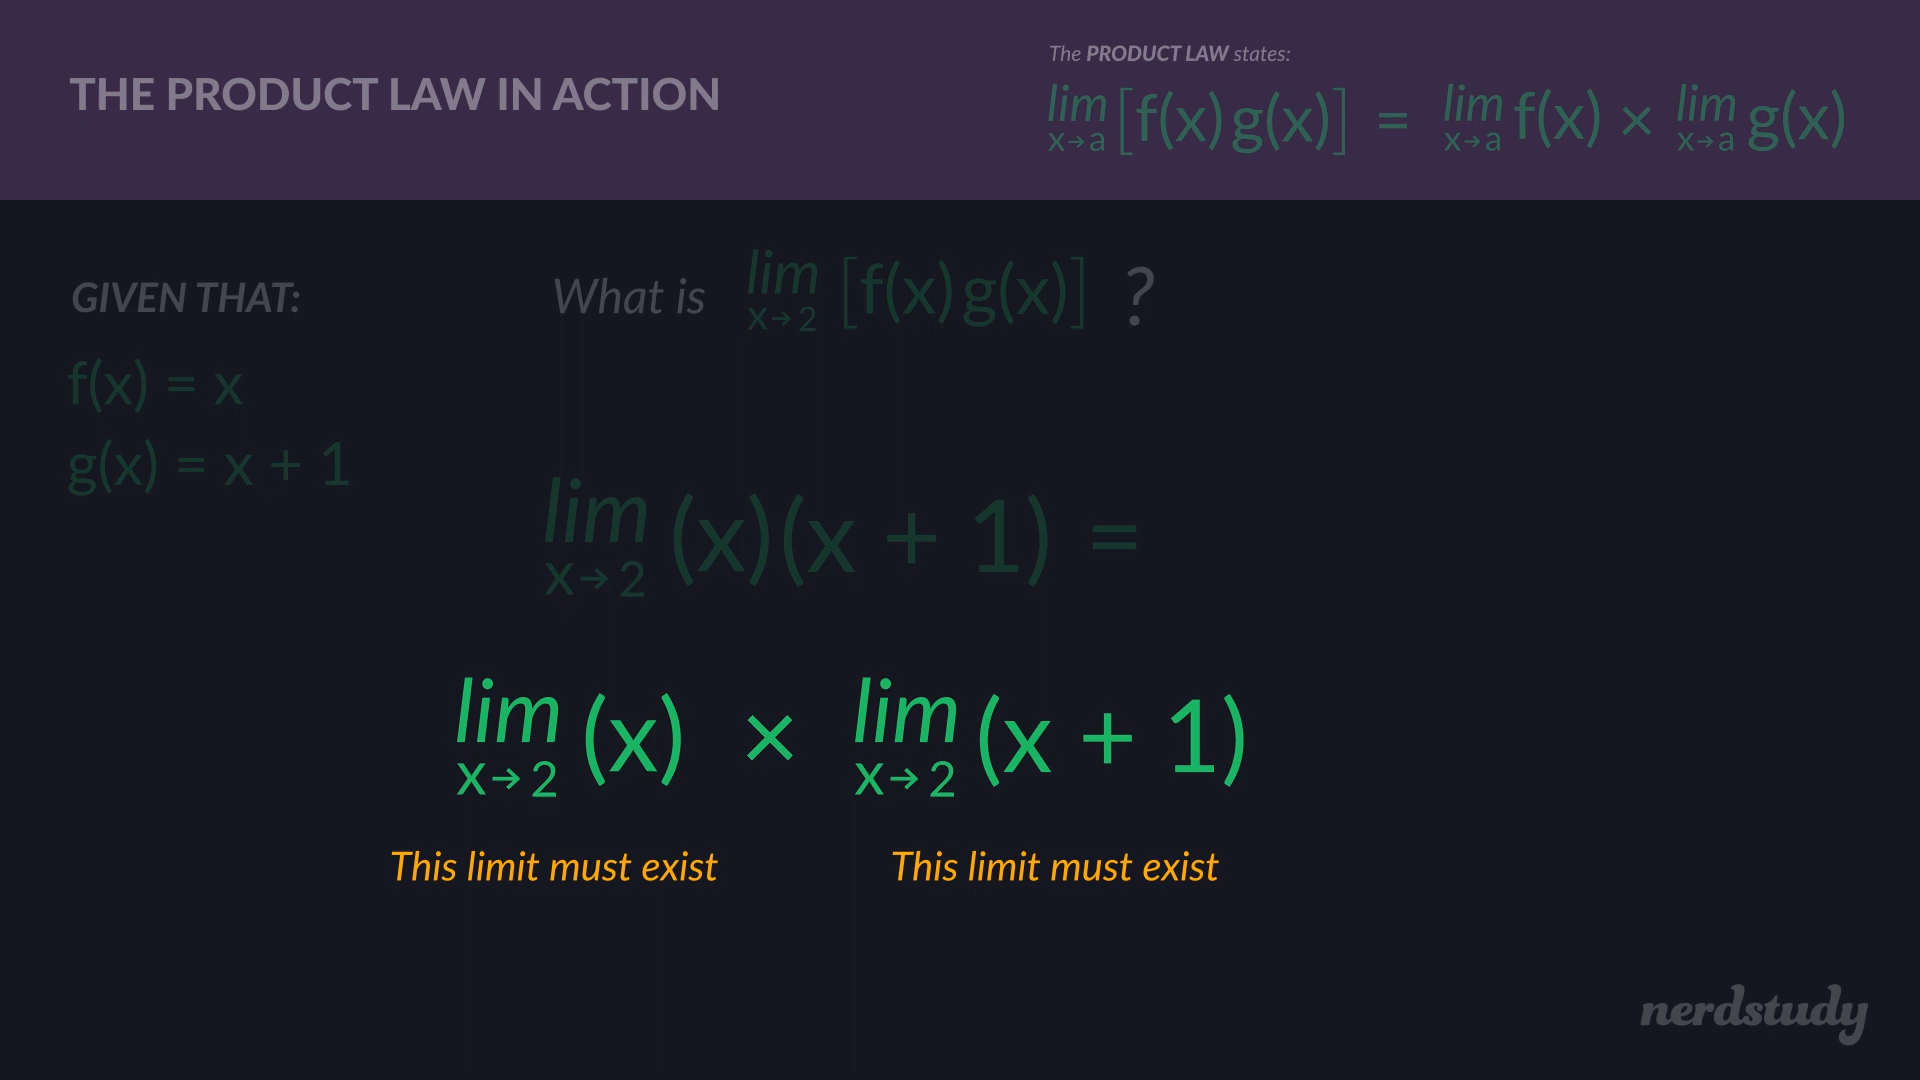 THE PRODUCT LAW IN ACTION
The PRODUCT LAW states:
lim x→a [f(x) g(x)] = lim x→a f(x) × lim x→a g(x)
GIVEN THAT:
f(x) = x
g(x) = x + 1
What is lim x→2 [f(x) g(x)] ?
lim x→2 (x)(x + 1) =
lim x→2 (x) × lim x→2 (x + 1)
This limit must exist This limit must exist
nerdstudy